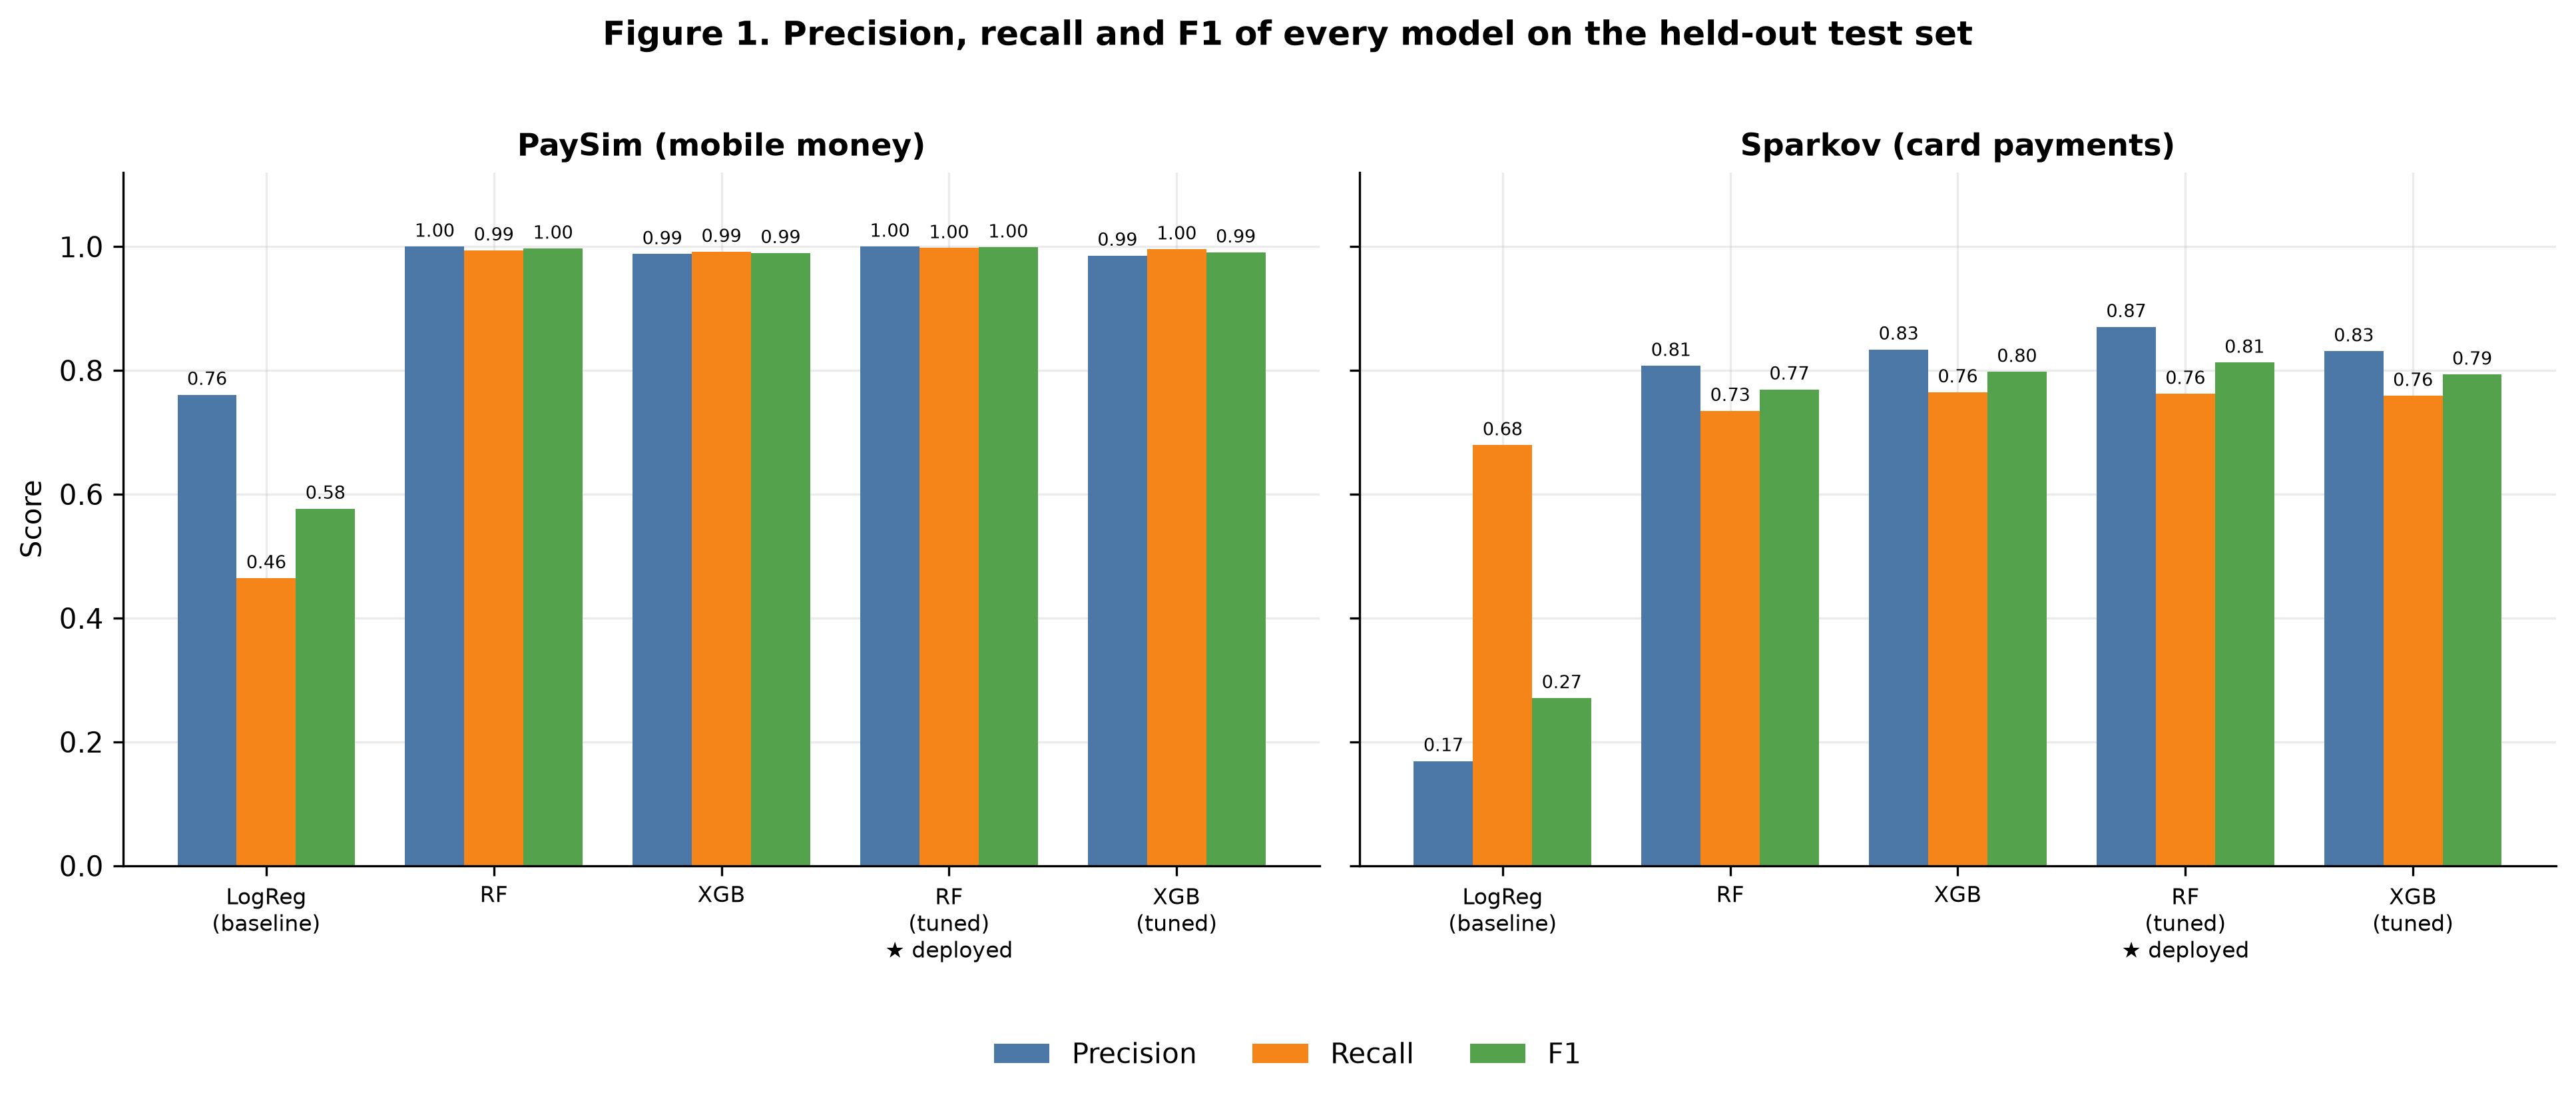 Figure 1. Precision, recall and F1 of every model on the held-out test set
PaySim (mobile money)
Score
1.0
0.8
0.6
0.4
0.2
0.0
0.76
0.46
0.58
1.00
0.99
1.00
0.99
0.99
0.99
1.00
1.00
1.00
0.99
1.00
0.99
LogReg
(baseline)
RF
XGB
RF
(tuned)
★ deployed
XGB
(tuned)
Sparkov (card payments)
0.17
0.68
0.27
0.81
0.73
0.77
0.83
0.76
0.80
0.87
0.76
0.81
0.83
0.76
0.79
LogReg
(baseline)
RF
XGB
RF
(tuned)
★ deployed
XGB
(tuned)
Precision
Recall
F1